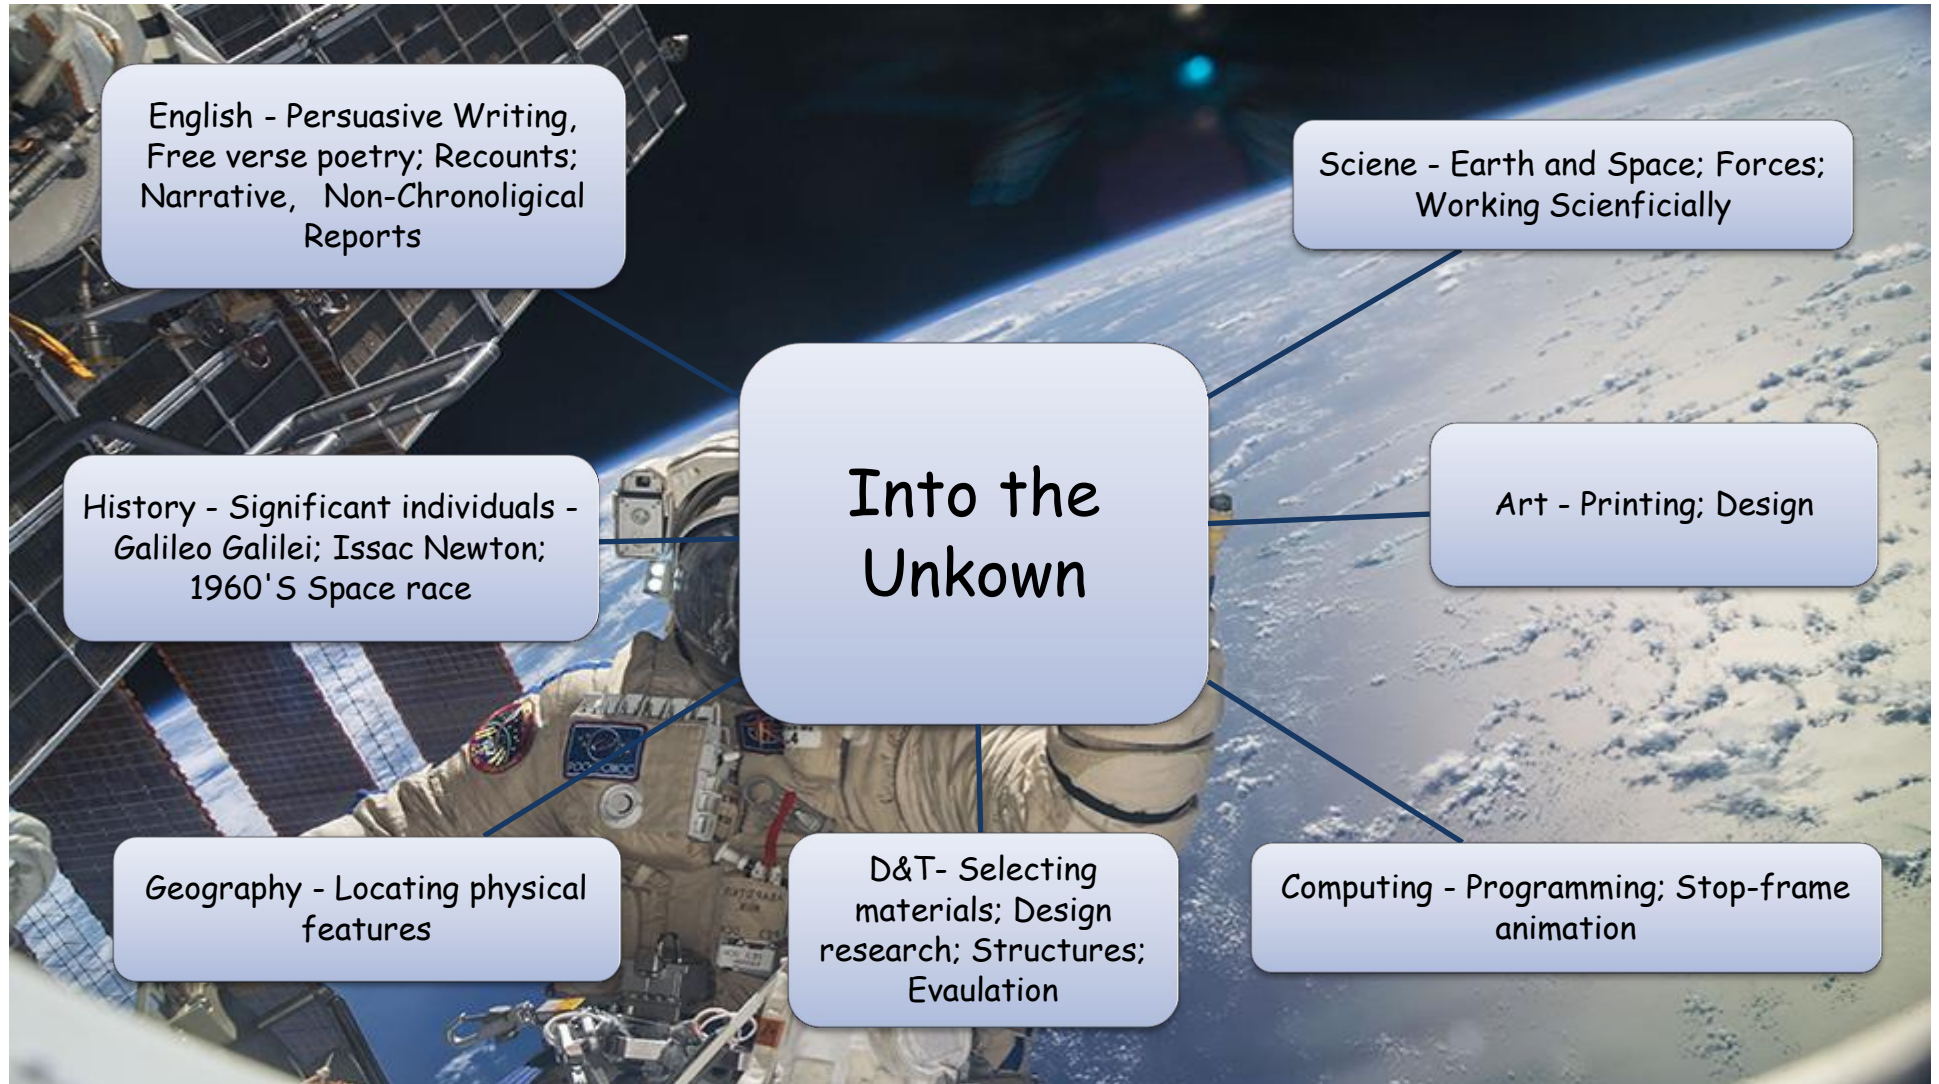 English - Persuasive Writing,
Free verse poetry; Recounts;
Narrative, Non-Chronoligical
Reports
Sciene - Earth and Space; Forces;
Working Scienficially
History - Significant individuals -
Galileo Galilei; Issac Newton;
1960'S Space race
Into the
Unkown
Art - Printing; Design
Geography - Locating physical
features
D&T- Selecting
materials; Design
research; Structures;
Evaulation
Computing - Programming; Stop-frame
animation